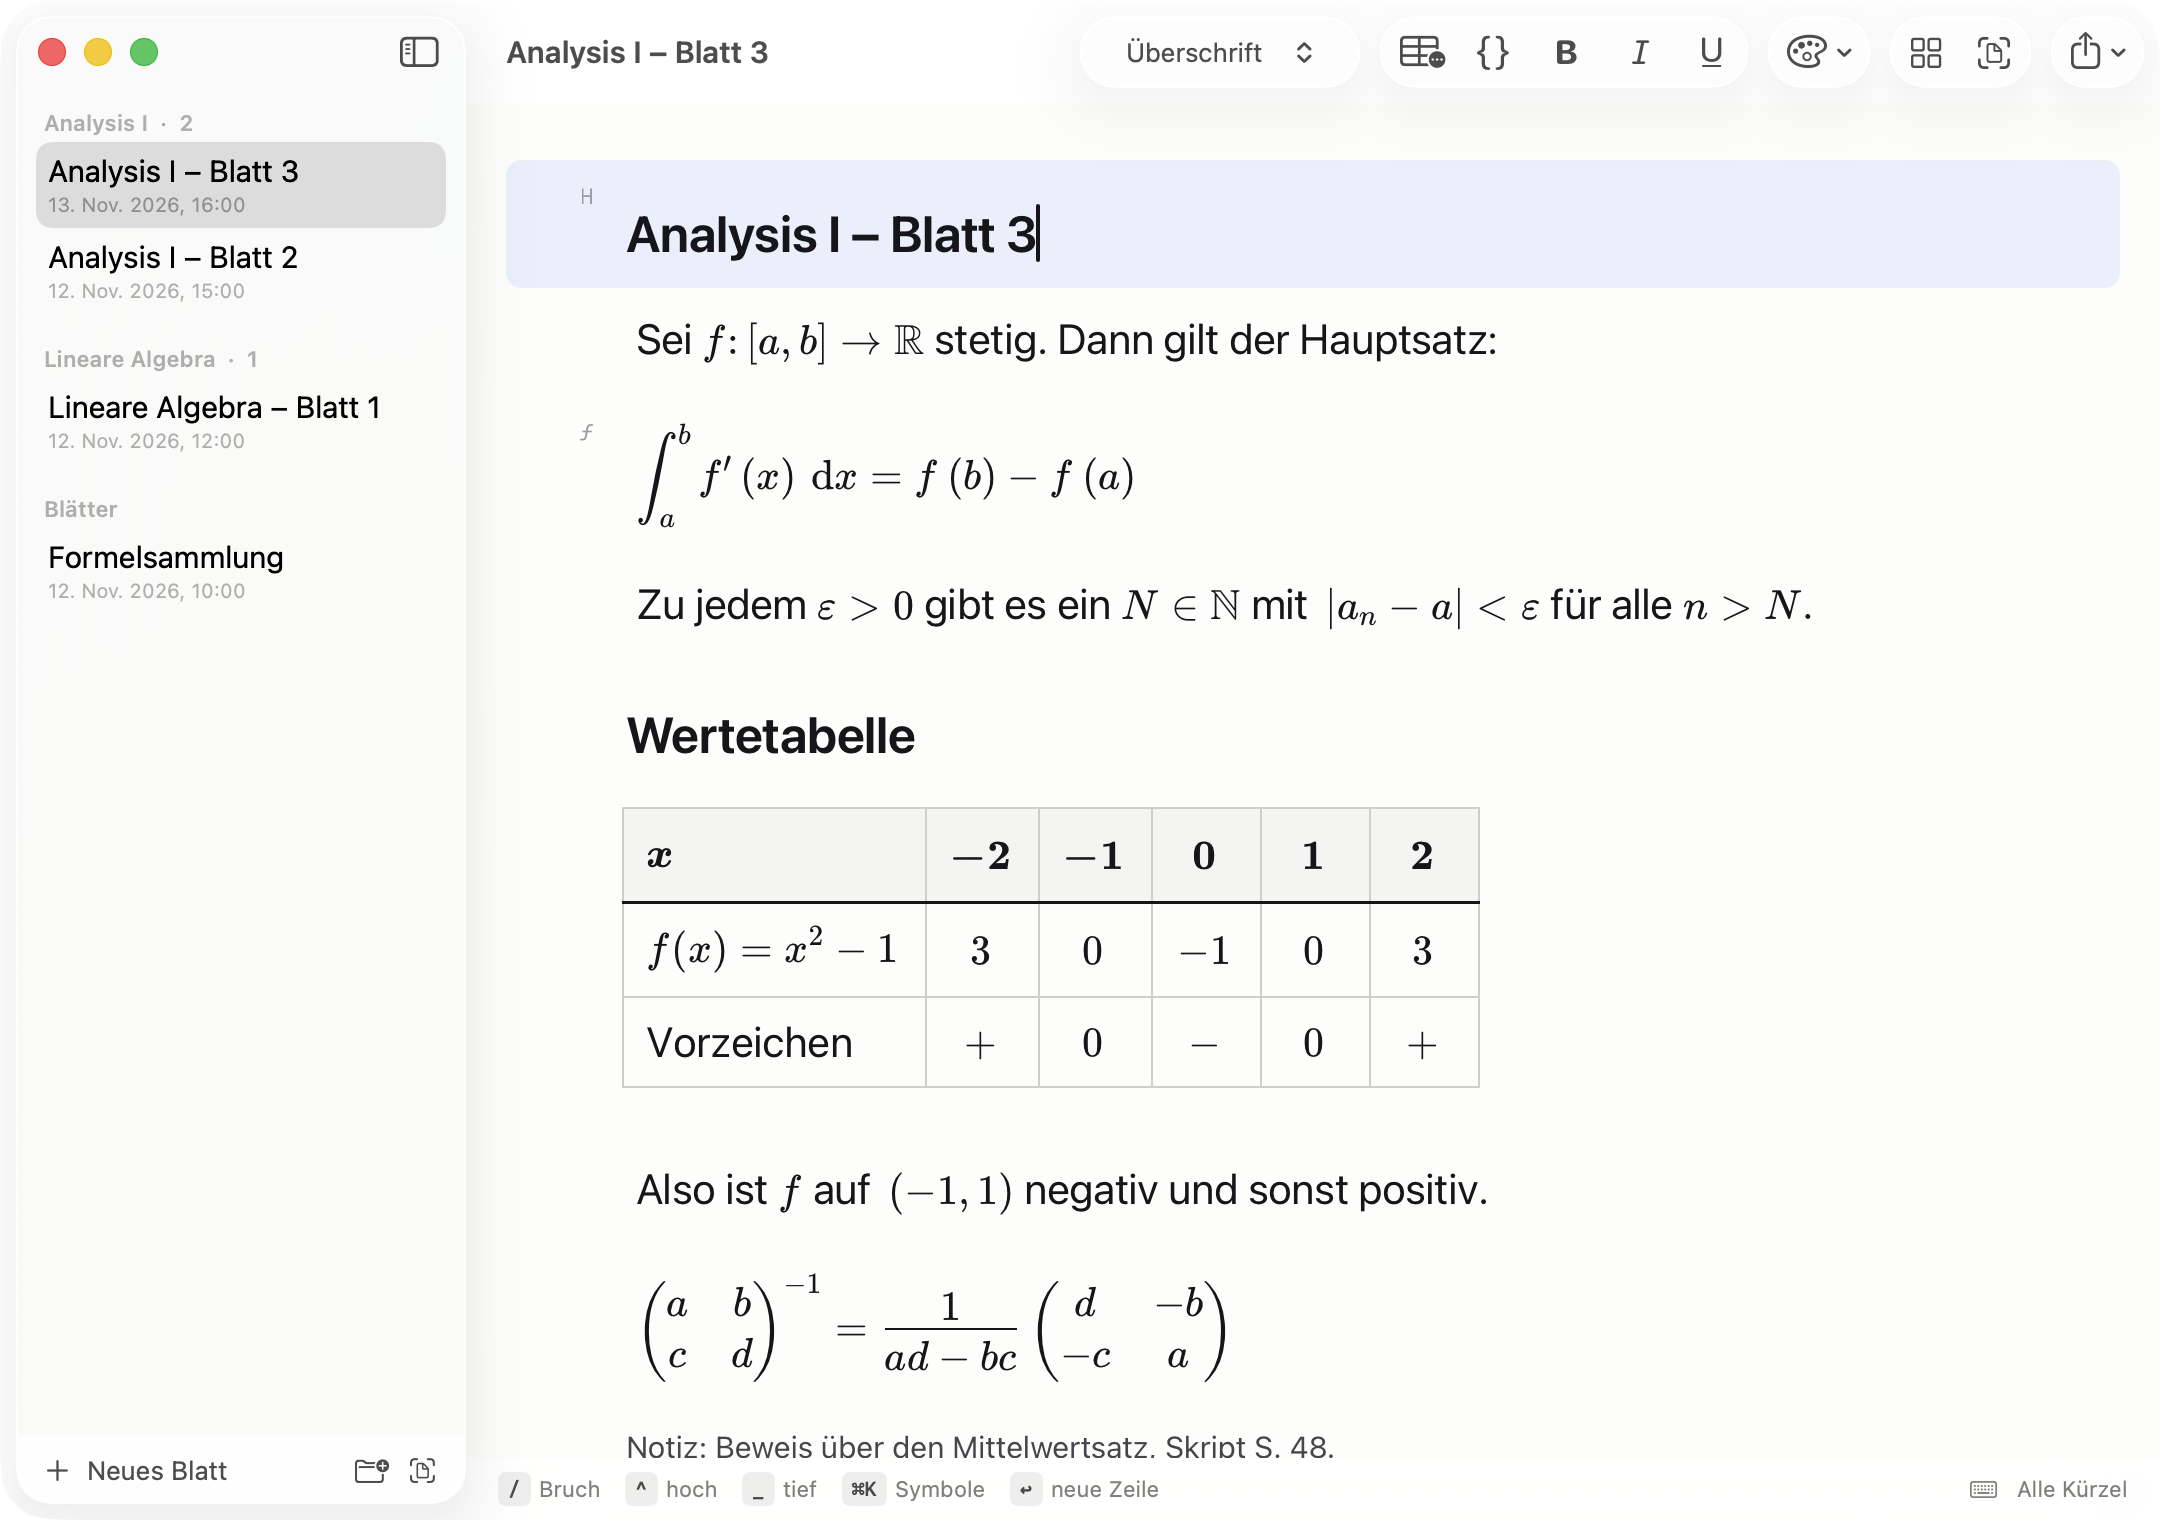 Analysis I – Blatt 3
Überschrift
B I U
Analysis I · 2
Analysis I – Blatt 3
13. Nov. 2026, 16:00
Analysis I – Blatt 2
12. Nov. 2026, 15:00
Lineare Algebra · 1
Lineare Algebra – Blatt 1
12. Nov. 2026, 12:00
Blätter
Formelsammlung
12. Nov. 2026, 10:00
Neues Blatt
H
Analysis I – Blatt 3
Sei f: [a, b] → ℝ stetig. Dann gilt der Hauptsatz:
f
∫_a^b f′ (x) dx = f (b) − f (a)
Zu jedem ε > 0 gibt es ein N ∈ ℕ mit |a_n − a| < ε für alle n > N.
Wertetabelle
x −2 −1 0 1 2
f(x) = x² − 1 3 0 −1 0 3
Vorzeichen + 0 − 0 +
Also ist f auf (−1, 1) negativ und sonst positiv.
(a b; c d)^−1 = 1/(ad − bc) (d −b; −c a)
Notiz: Beweis über den Mittelwertsatz, Skript S. 48.
/ Bruch ^ hoch _ tief ⌘K Symbole ↩ neue Zeile
Alle Kürzel